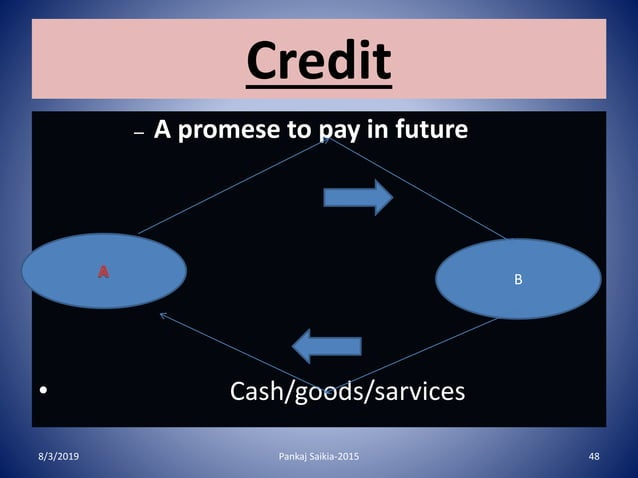 Credit
– A promese to pay in future
A
B
• Cash/goods/sarvices
8/3/2019 Pankaj Saikia-2015 48